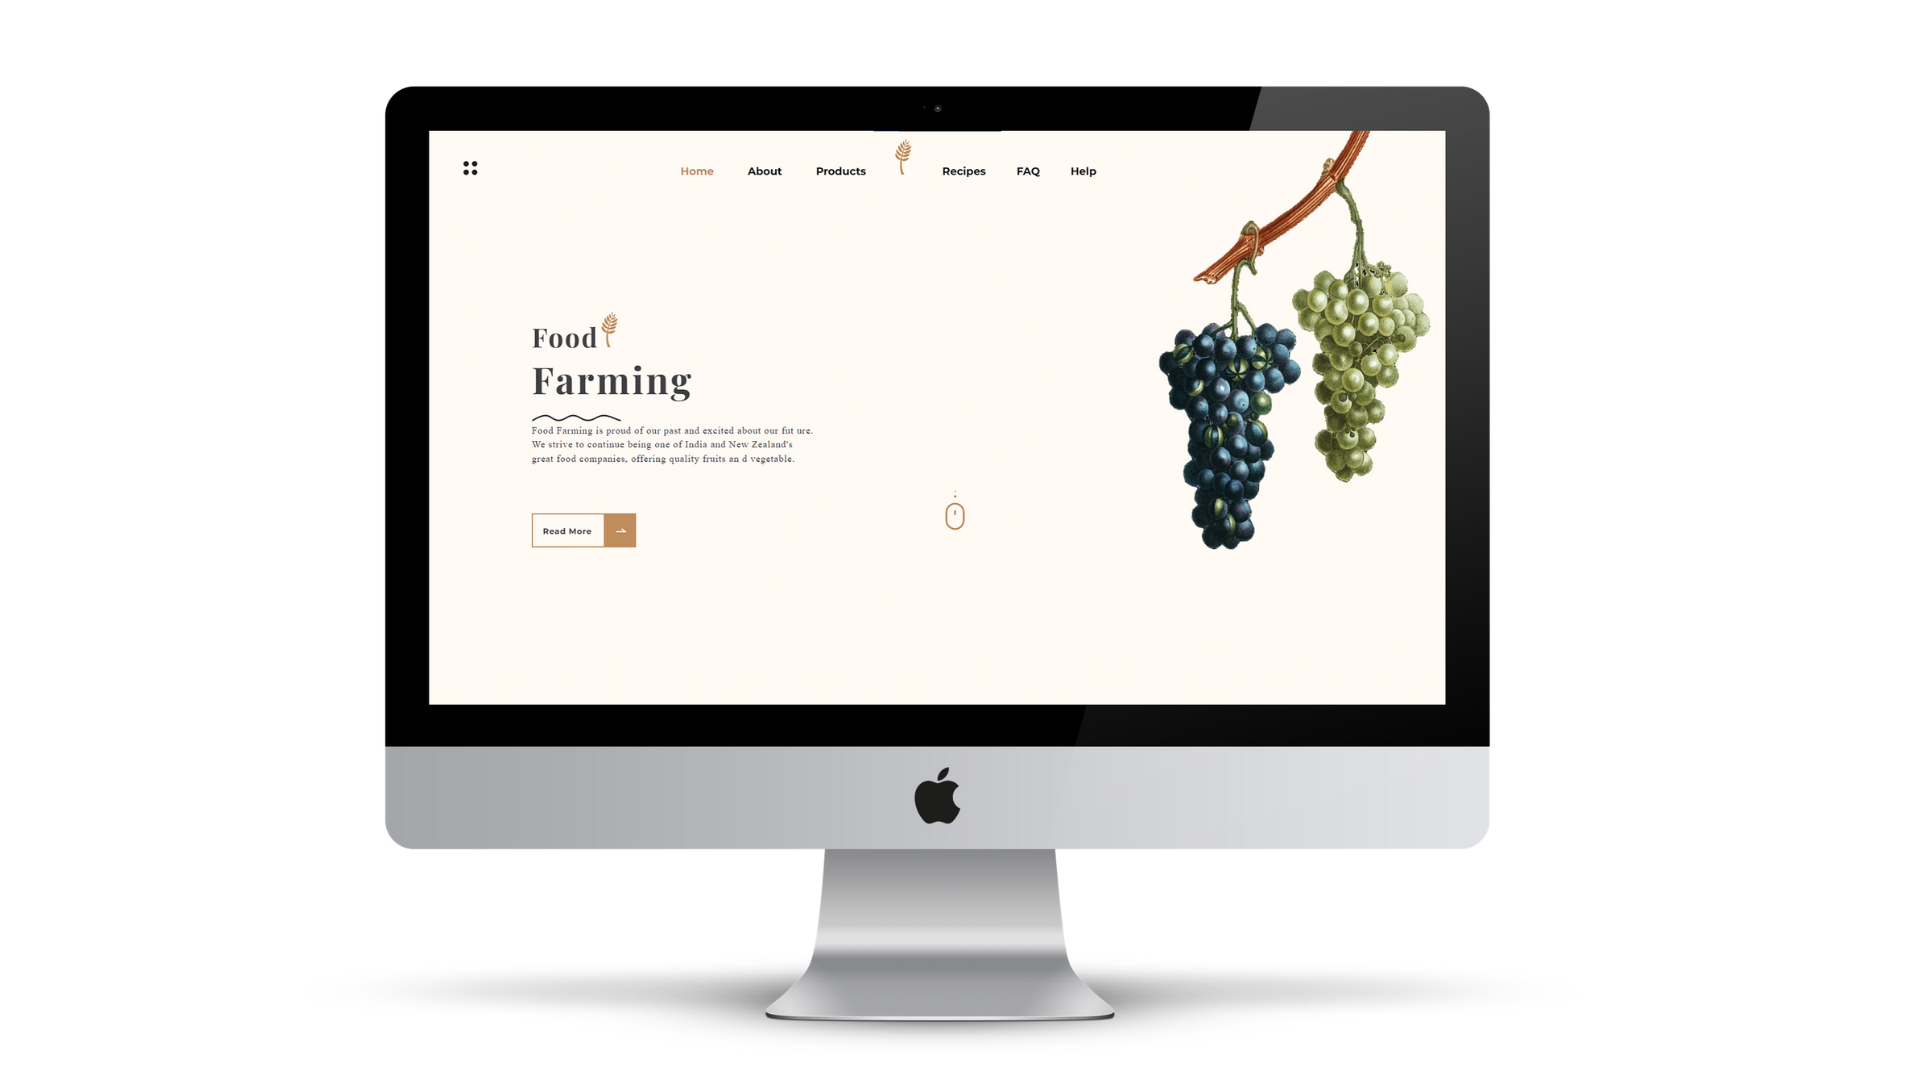 Home About Products Recipes FAQ Help
Food
Farming
Food Farming is proud of our past and excited about our fut ure.
We strive to continue being one of India and New Zealand's
great food companies, offering quality fruits an d vegetable.
Read More